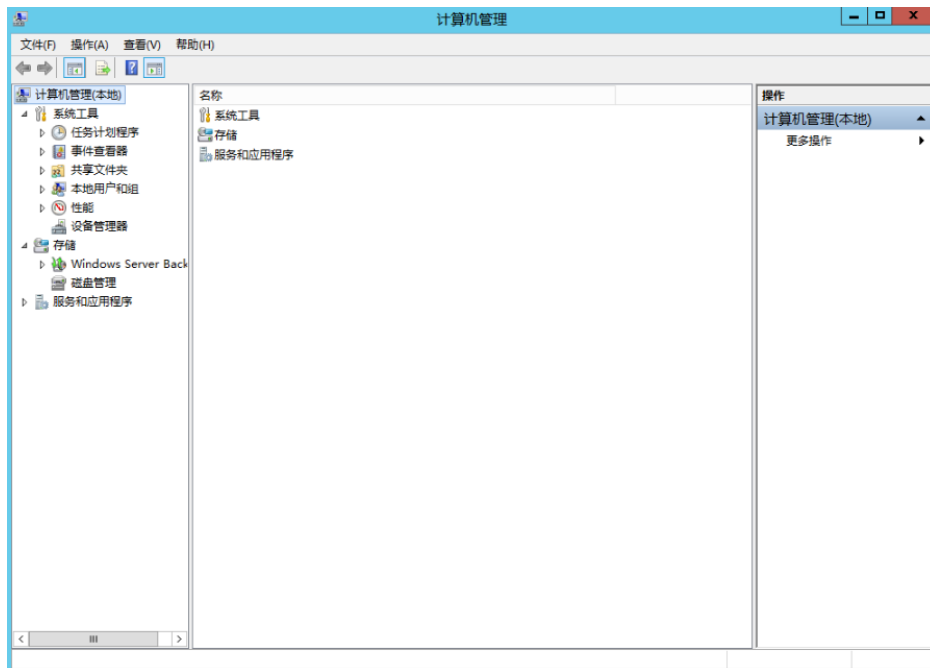 计算机管理
文件(F) 操作(A) 查看(V) 帮助(H)
计算机管理(本地)
系统工具
任务计划程序
事件查看器
共享文件夹
本地用户和组
性能
设备管理器
存储
Windows Server Back
磁盘管理
服务和应用程序
名称
系统工具
存储
服务和应用程序
操作
计算机管理(本地)
更多操作